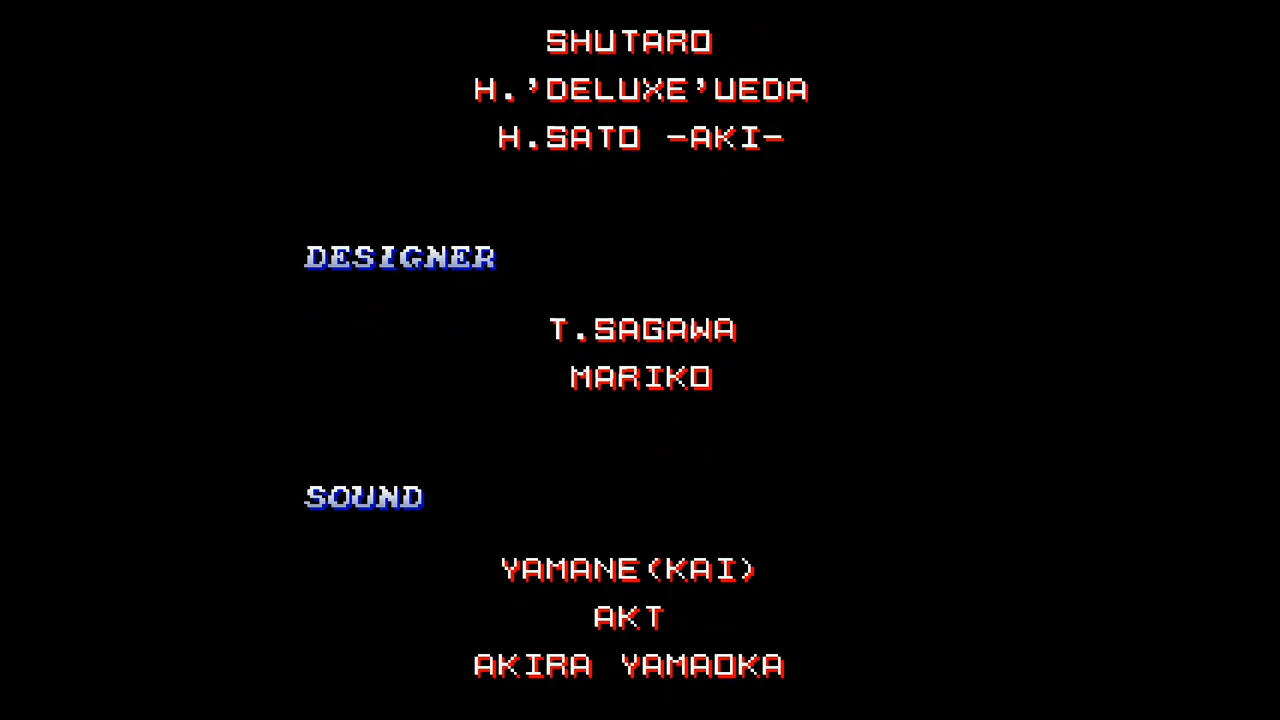 SHUTARO
H.'DELUXE'UEDA
H.SATO -AKI-
DESIGNER
T.SAGAWA
MARIKO
SOUND
YAMANE(KAI)
AKT
AKIRA YAMAOKA